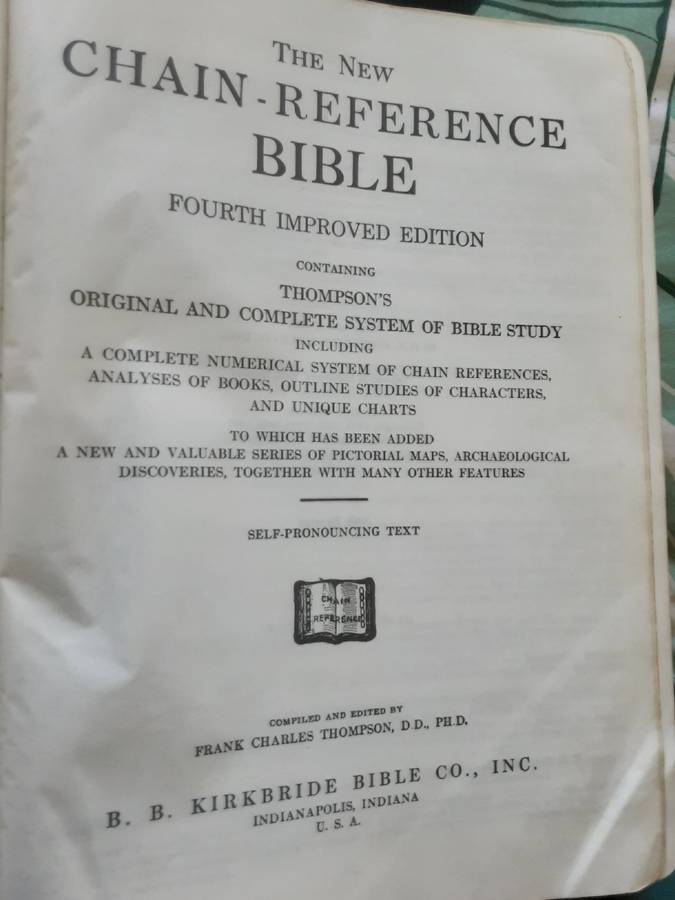 THE NEW
CHAIN-REFERENCE
BIBLE
FOURTH IMPROVED EDITION
CONTAINING
THOMPSON'S
ORIGINAL AND COMPLETE SYSTEM OF BIBLE STUDY
INCLUDING
A COMPLETE NUMERICAL SYSTEM OF CHAIN REFERENCES,
ANALYSES OF BOOKS, OUTLINE STUDIES OF CHARACTERS,
AND UNIQUE CHARTS
TO WHICH HAS BEEN ADDED
A NEW AND VALUABLE SERIES OF PICTORIAL MAPS, ARCHAEOLOGICAL
DISCOVERIES, TOGETHER WITH MANY OTHER FEATURES
SELF-PRONOUNCING TEXT
CHAIN
REFERENCE
COMPILED AND EDITED BY
FRANK CHARLES THOMPSON, D.D., PH.D.
B. B. KIRKBRIDE BIBLE CO., INC.
INDIANAPOLIS, INDIANA
U. S. A.